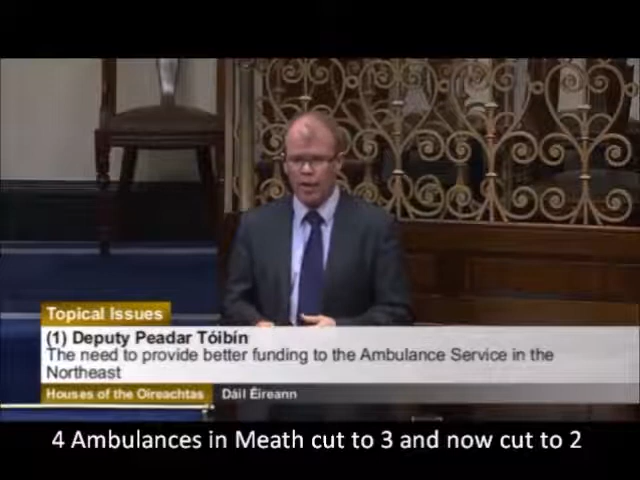 Topical Issues
(1) Deputy Peadar Tóibín
The need to provide better funding to the Ambulance Service in the
Northeast
Houses of the Oireachtas Dáil Éireann
4 Ambulances in Meath cut to 3 and now cut to 2